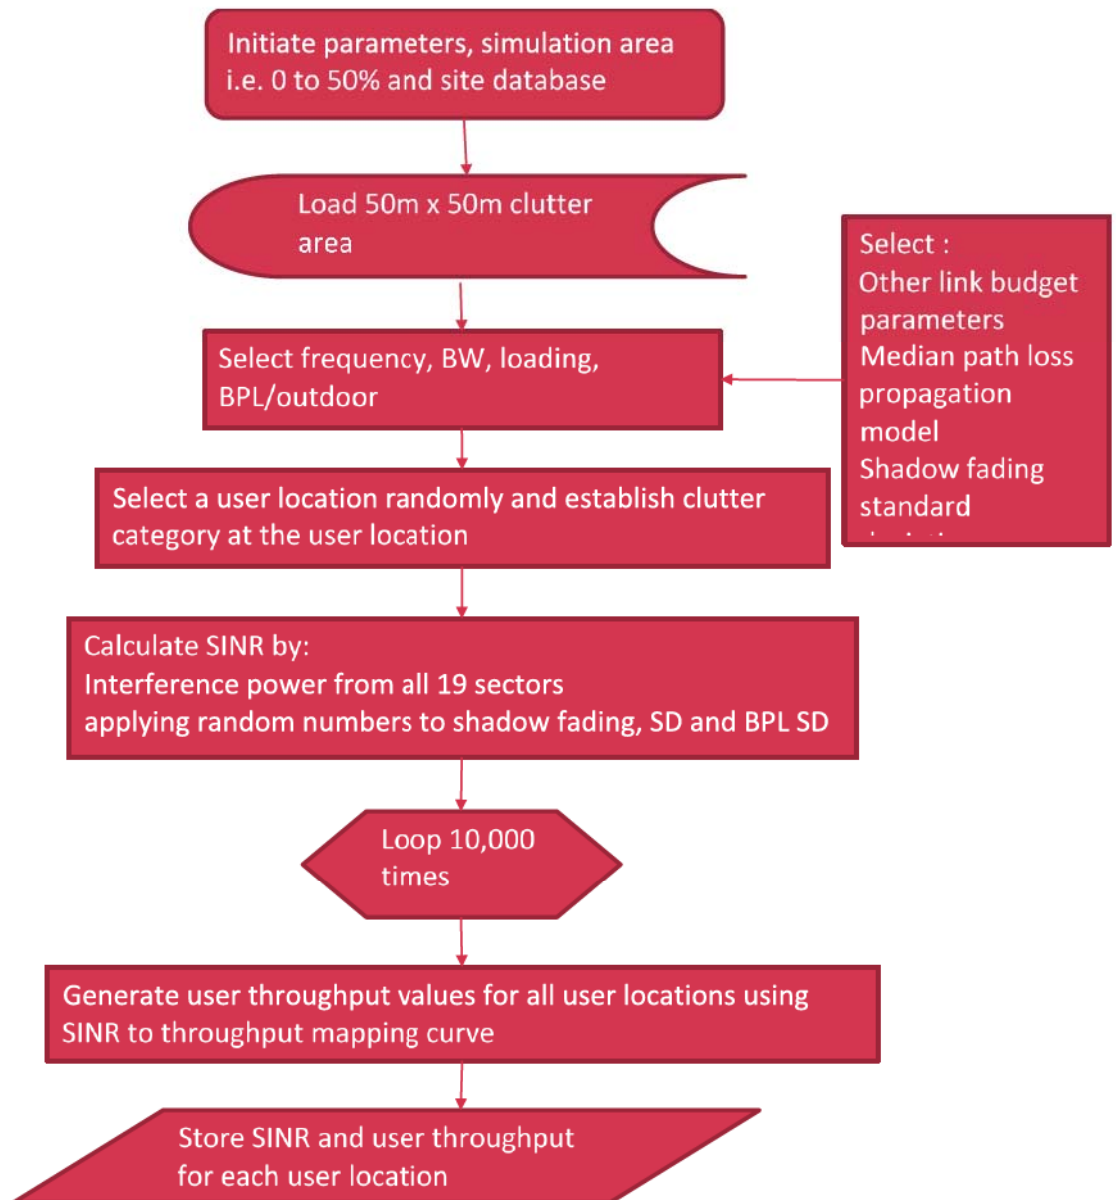 Initiate parameters, simulation area
i.e. 0 to 50% and site database
Load 50m x 50m clutter
area
Select frequency, BW, loading,
BPL/outdoor
Select :
Other link budget
parameters
Median path loss
propagation
model
Shadow fading
standard
Select a user location randomly and establish clutter
category at the user location
Calculate SINR by:
Interference power from all 19 sectors
applying random numbers to shadow fading, SD and BPL SD
Loop 10,000
times
Generate user throughput values for all user locations using
SINR to throughput mapping curve
Store SINR and user throughput
for each user location